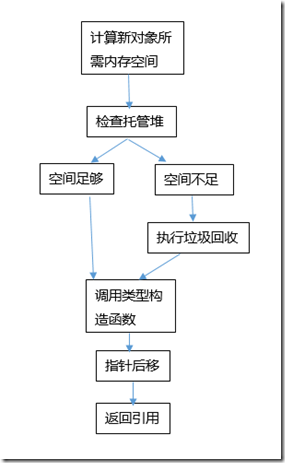 计算新对象所
需内存空间
检查托管堆
空间足够
空间不足
执行垃圾回收
调用类型构
造函数
指针后移
返回引用